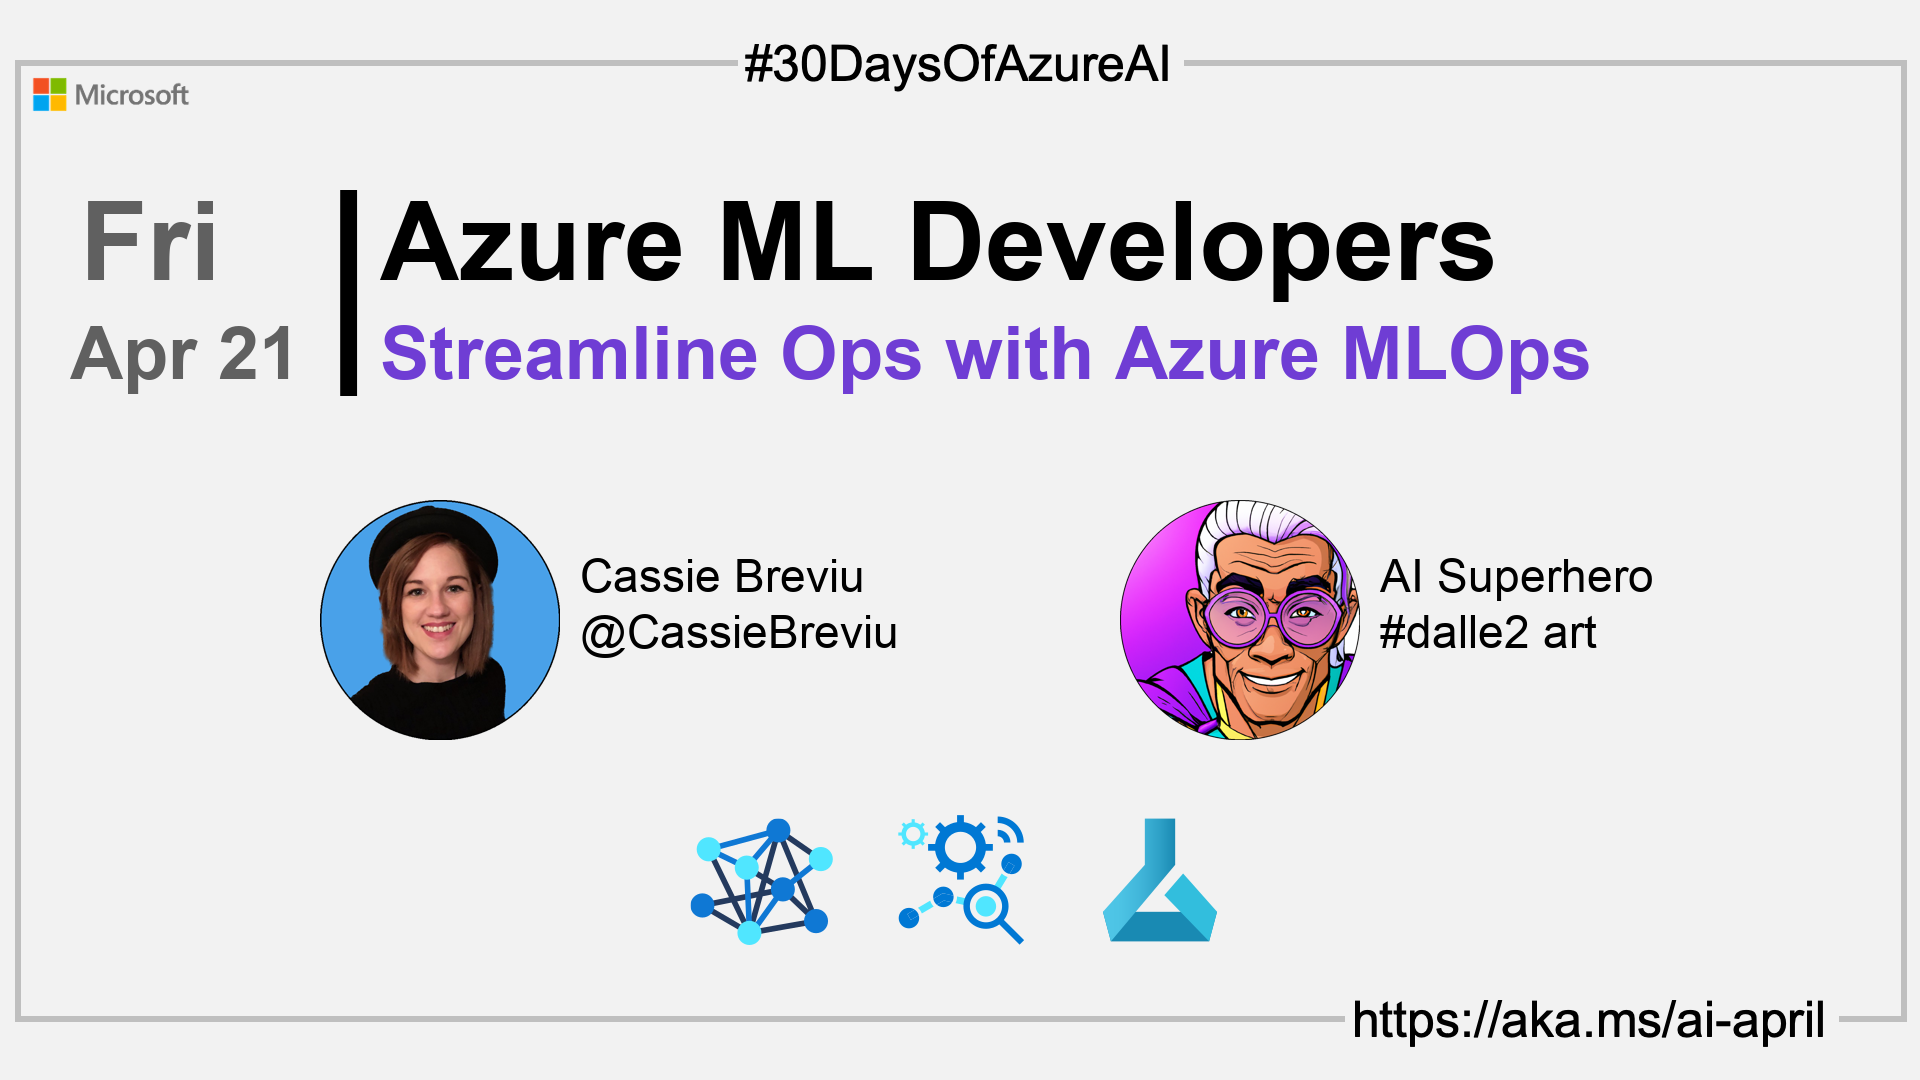 #30DaysOfAzureAI
Microsoft
Fri
Apr 21
Azure ML Developers
Streamline Ops with Azure MLOps
Cassie Breviu
@CassieBreviu
AI Superhero
#dalle2 art
https://aka.ms/ai-april